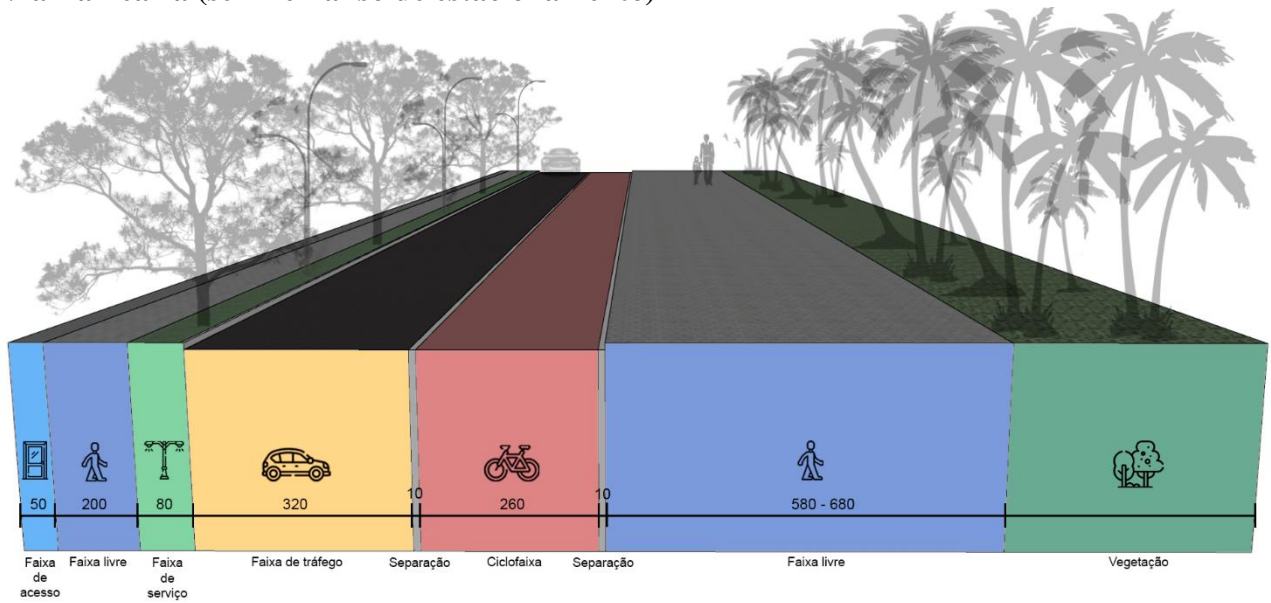 50
200
80
320
10
260
10
580 - 680
Faixa
de
acesso
Faixa livre
Faixa
de
serviço
Faixa de tráfego
Separação
Ciclofaixa
Separação
Faixa livre
Vegetação